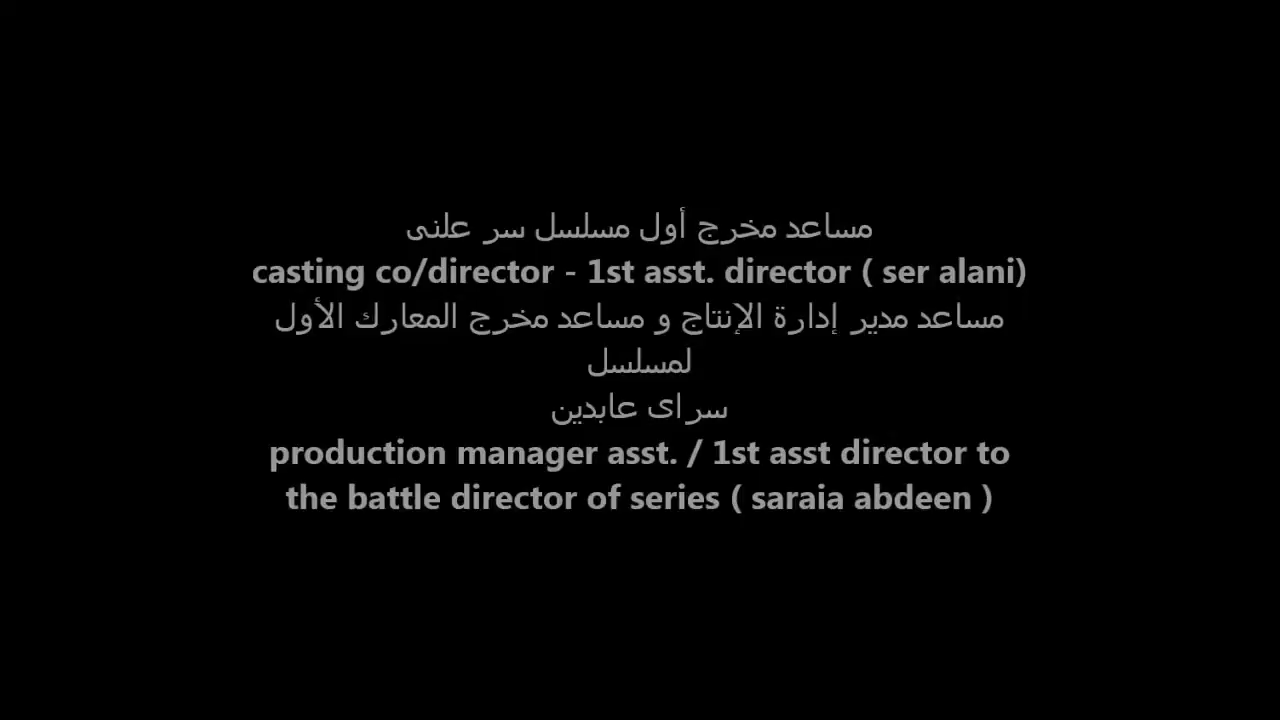 مساعد مخرج أول مسلسل سر علنى
casting co/director - 1st asst. director ( ser alani)
مساعد مدير إدارة الإنتاج و مساعد مخرج المعارك الأول
لمسلسل
سراى عابدين
production manager asst. / 1st asst director to
the battle director of series ( saraia abdeen )